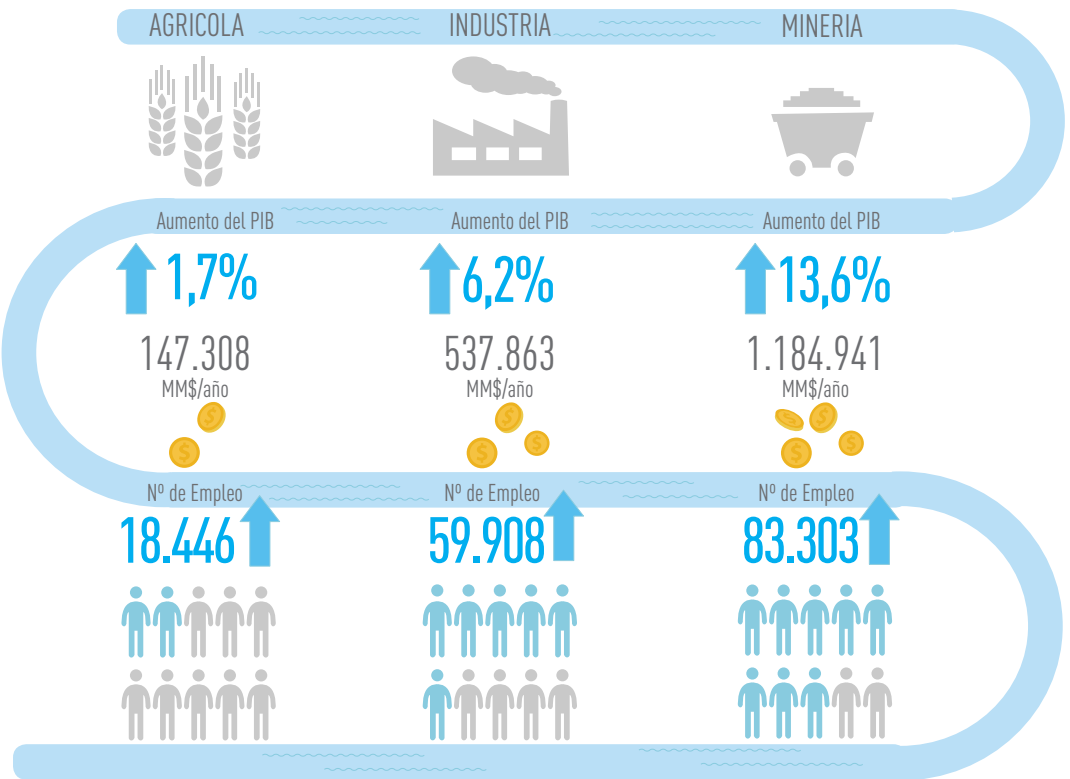 AGRICOLA INDUSTRIA MINERIA
Aumento del PIB Aumento del PIB Aumento del PIB
1,7% 6,2% 13,6%
147.308 537.863 1.184.941
MM$/año MM$/año MM$/año
$ $ $ $ $ $ $ $ $
Nº de Empleo Nº de Empleo Nº de Empleo
18.446 59.908 83.303